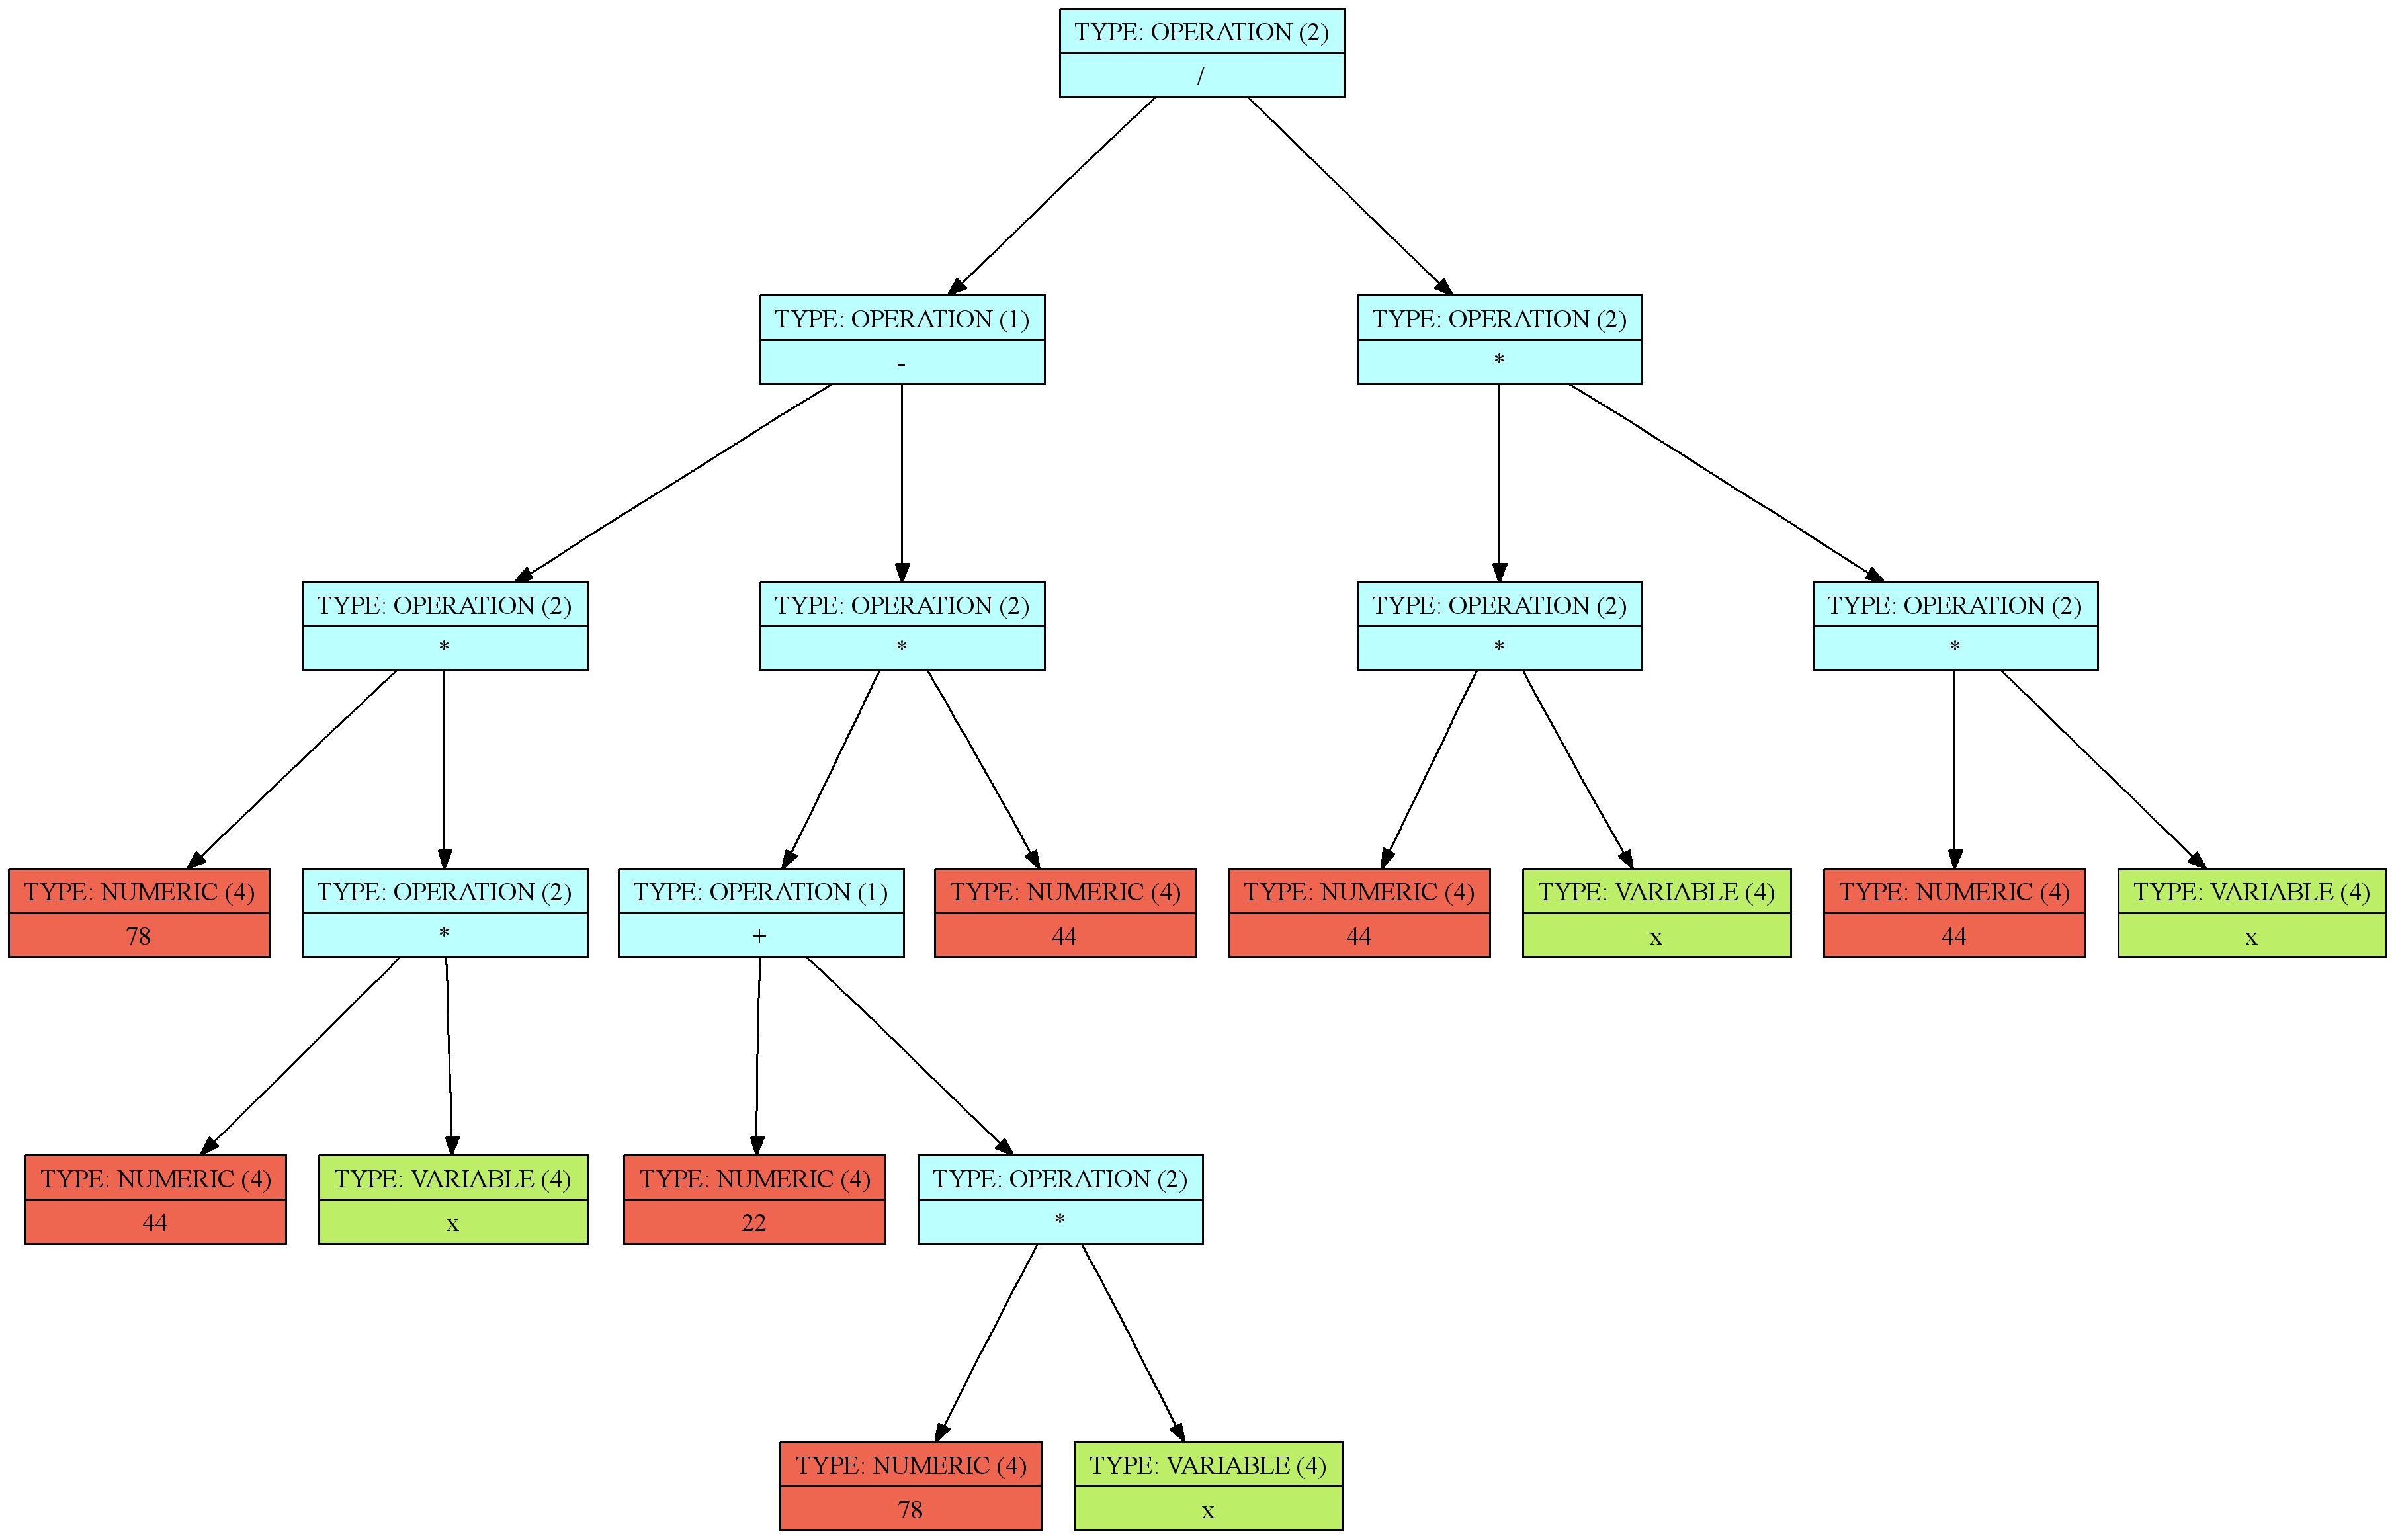 TYPE: OPERATION (2)
/
TYPE: OPERATION (1)
-
TYPE: OPERATION (2)
*
TYPE: OPERATION (2)
*
TYPE: OPERATION (2)
*
TYPE: OPERATION (2)
*
TYPE: OPERATION (2)
*
TYPE: NUMERIC (4)
78
TYPE: OPERATION (2)
*
TYPE: OPERATION (1)
+
TYPE: NUMERIC (4)
44
TYPE: NUMERIC (4)
44
TYPE: VARIABLE (4)
x
TYPE: NUMERIC (4)
44
TYPE: VARIABLE (4)
x
TYPE: NUMERIC (4)
44
TYPE: VARIABLE (4)
x
TYPE: NUMERIC (4)
22
TYPE: OPERATION (2)
*
TYPE: NUMERIC (4)
78
TYPE: VARIABLE (4)
x